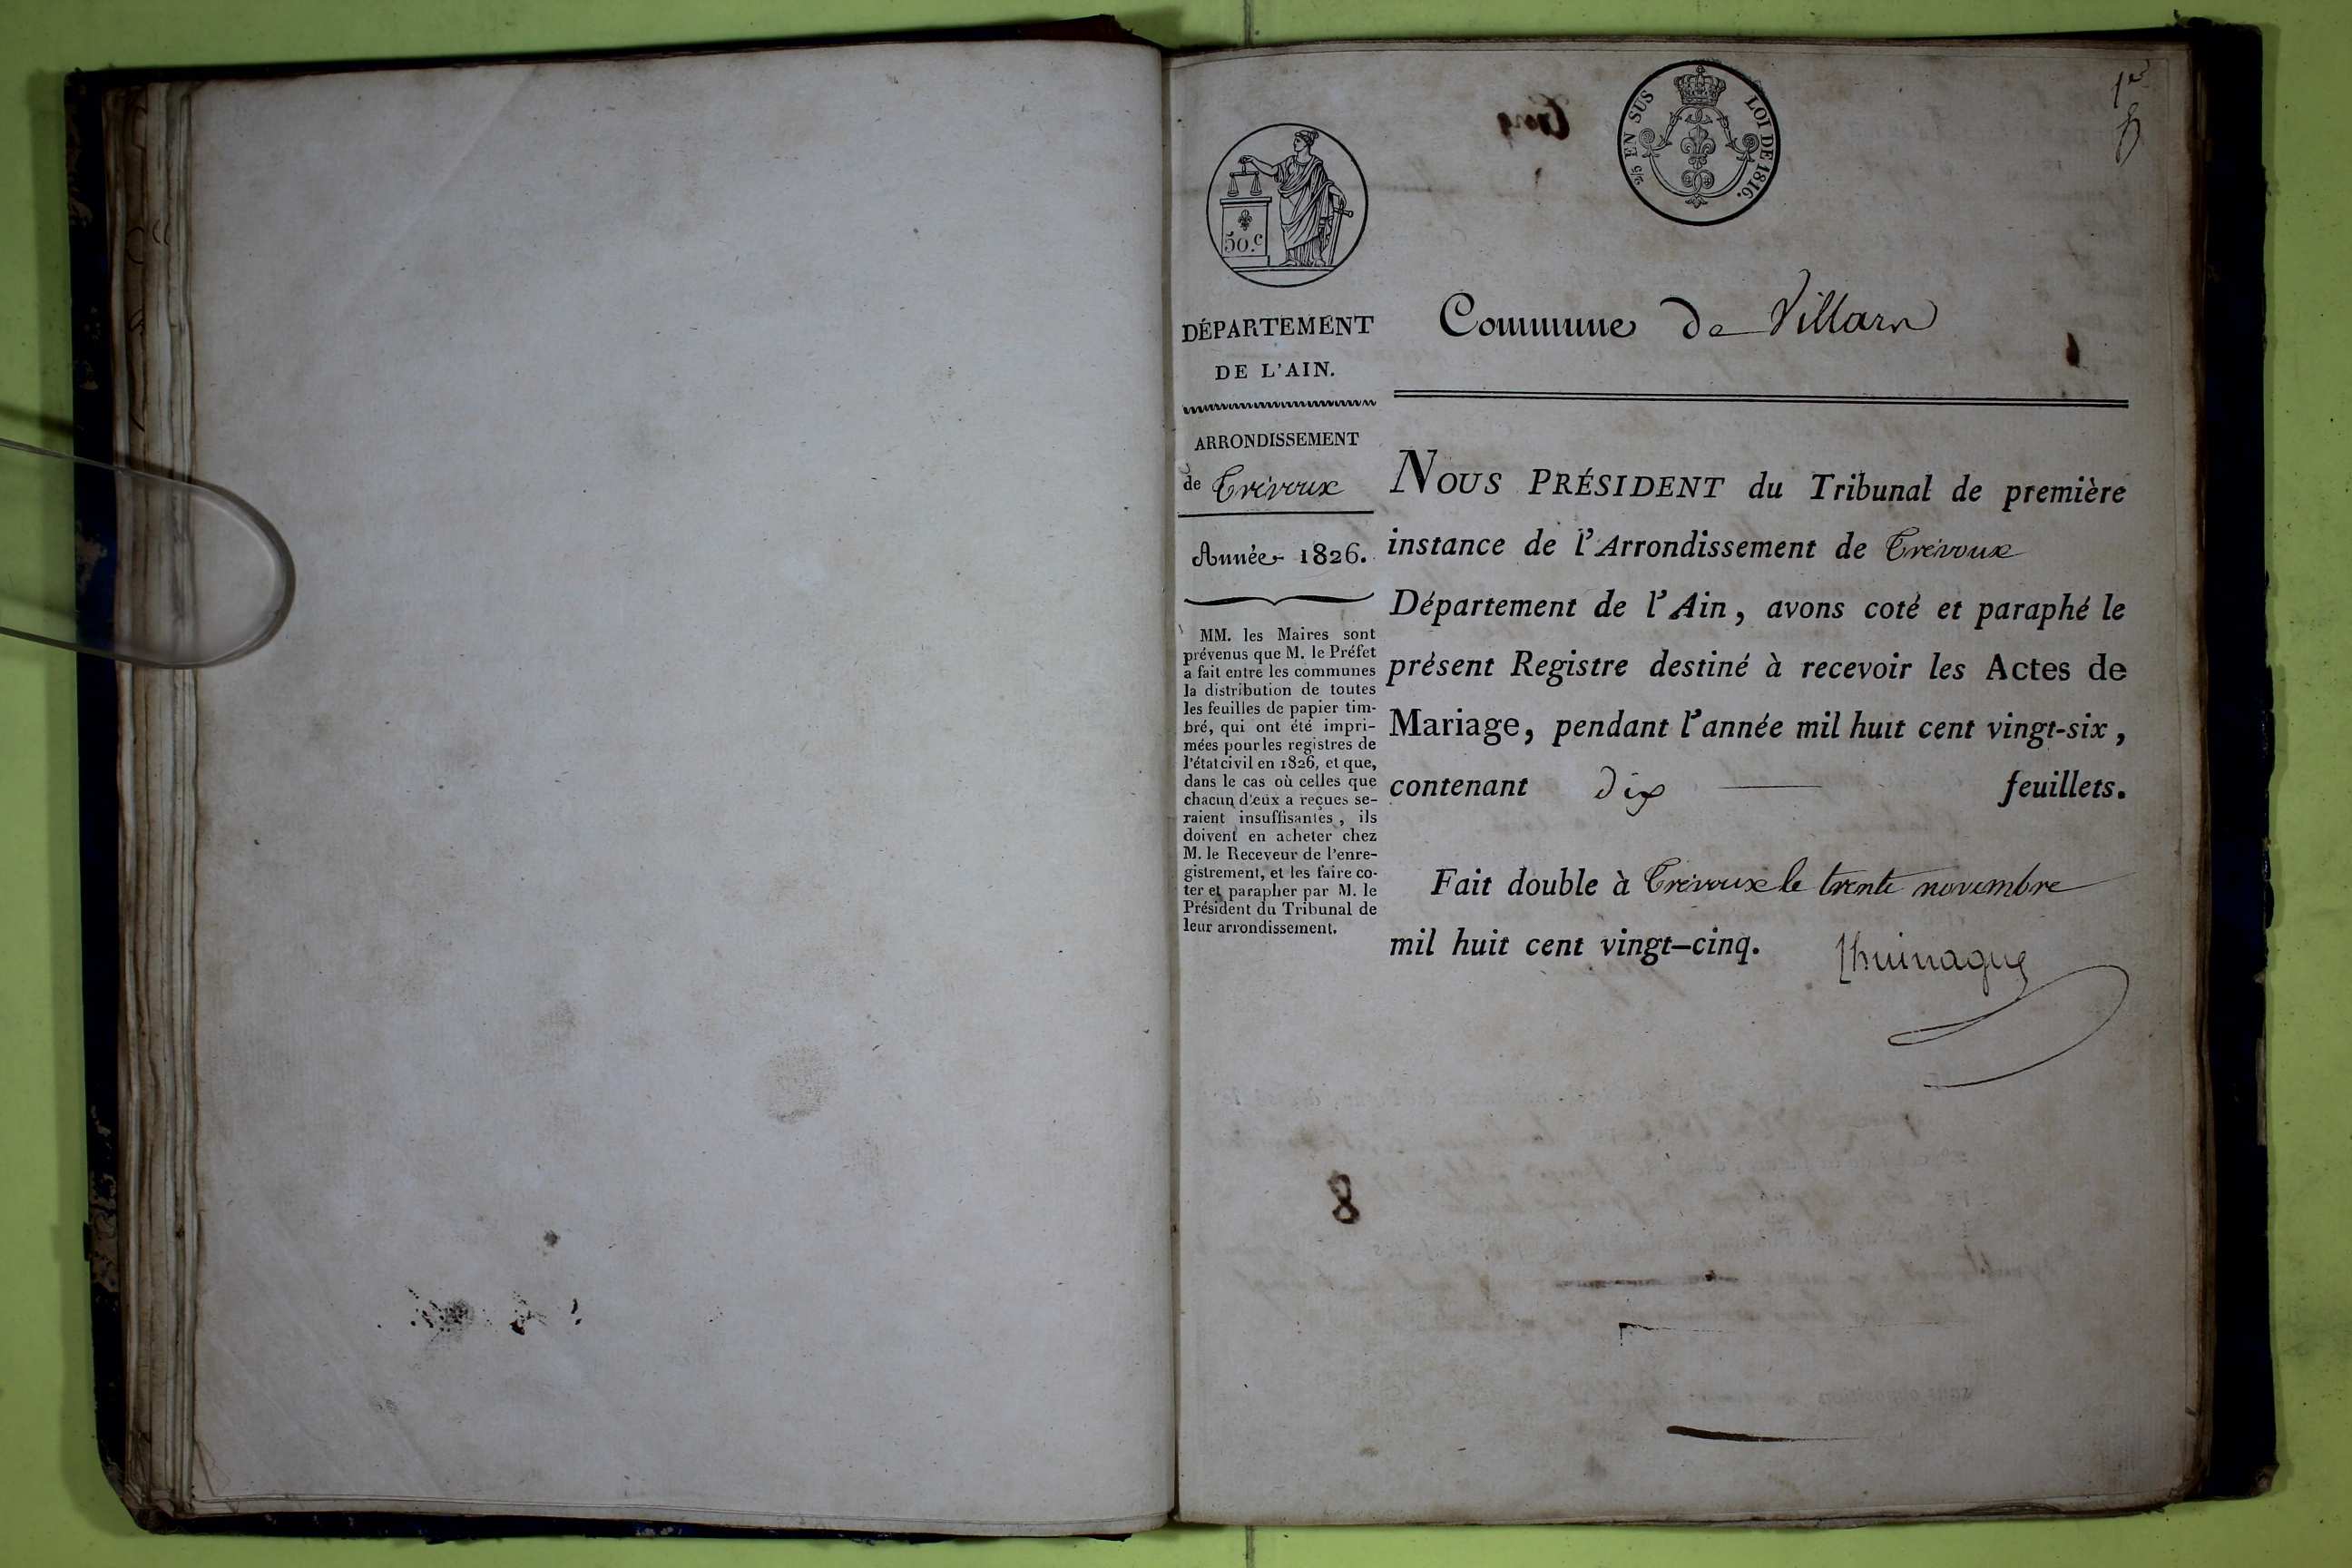 1er
2/5 EN SUS LOI DE 1816.
50.c
DÉPARTEMENT
DE L'AIN.
ARRONDISSEMENT
de Trévoux
Année 1826.
MM. les Maires sont
prévenus que M. le Préfet
a fait entre les communes
la distribution de toutes
les feuilles de papier tim-
bré, qui ont été impri-
mées pour les registres de
l'état civil en 1826, et que,
dans le cas où celles que
chacun d'eux a reçues se-
raient insuffisantes, ils
doivent en acheter chez
M. le Receveur de l'enre-
gistrement, et les faire co-
ter et parapher par M. le
Président du Tribunal de
leur arrondissement.
Commune de Villars
NOUS PRÉSIDENT du Tribunal de première
instance de l'Arrondissement de Trévoux
Département de l'Ain, avons coté et paraphé le
présent Registre destiné à recevoir les Actes de
Mariage, pendant l'année mil huit cent vingt-six,
contenant dix feuillets.
Fait double à Trévoux le trente novembre
mil huit cent vingt-cinq.
8